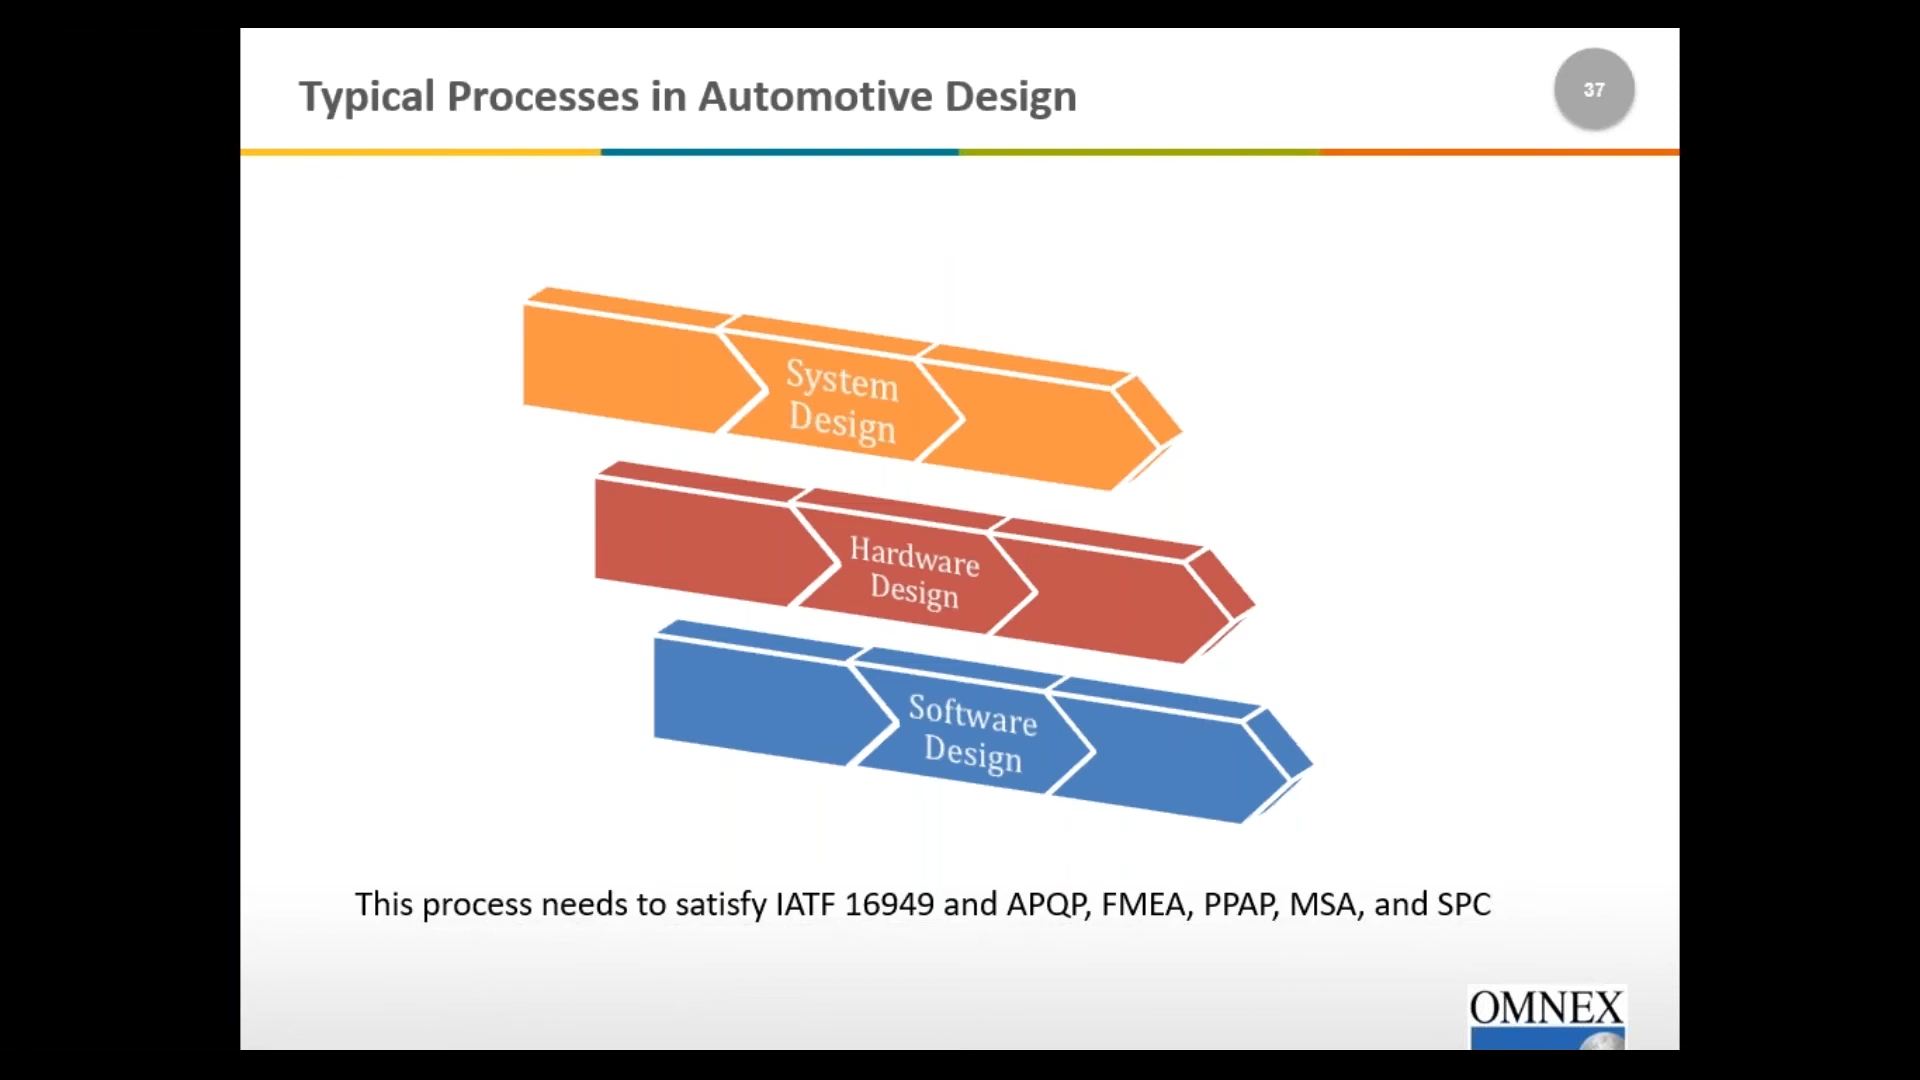 Typical Processes in Automotive Design
37
System
Design
Hardware
Design
Software
Design
This process needs to satisfy IATF 16949 and APQP, FMEA, PPAP, MSA, and SPC
OMNEX